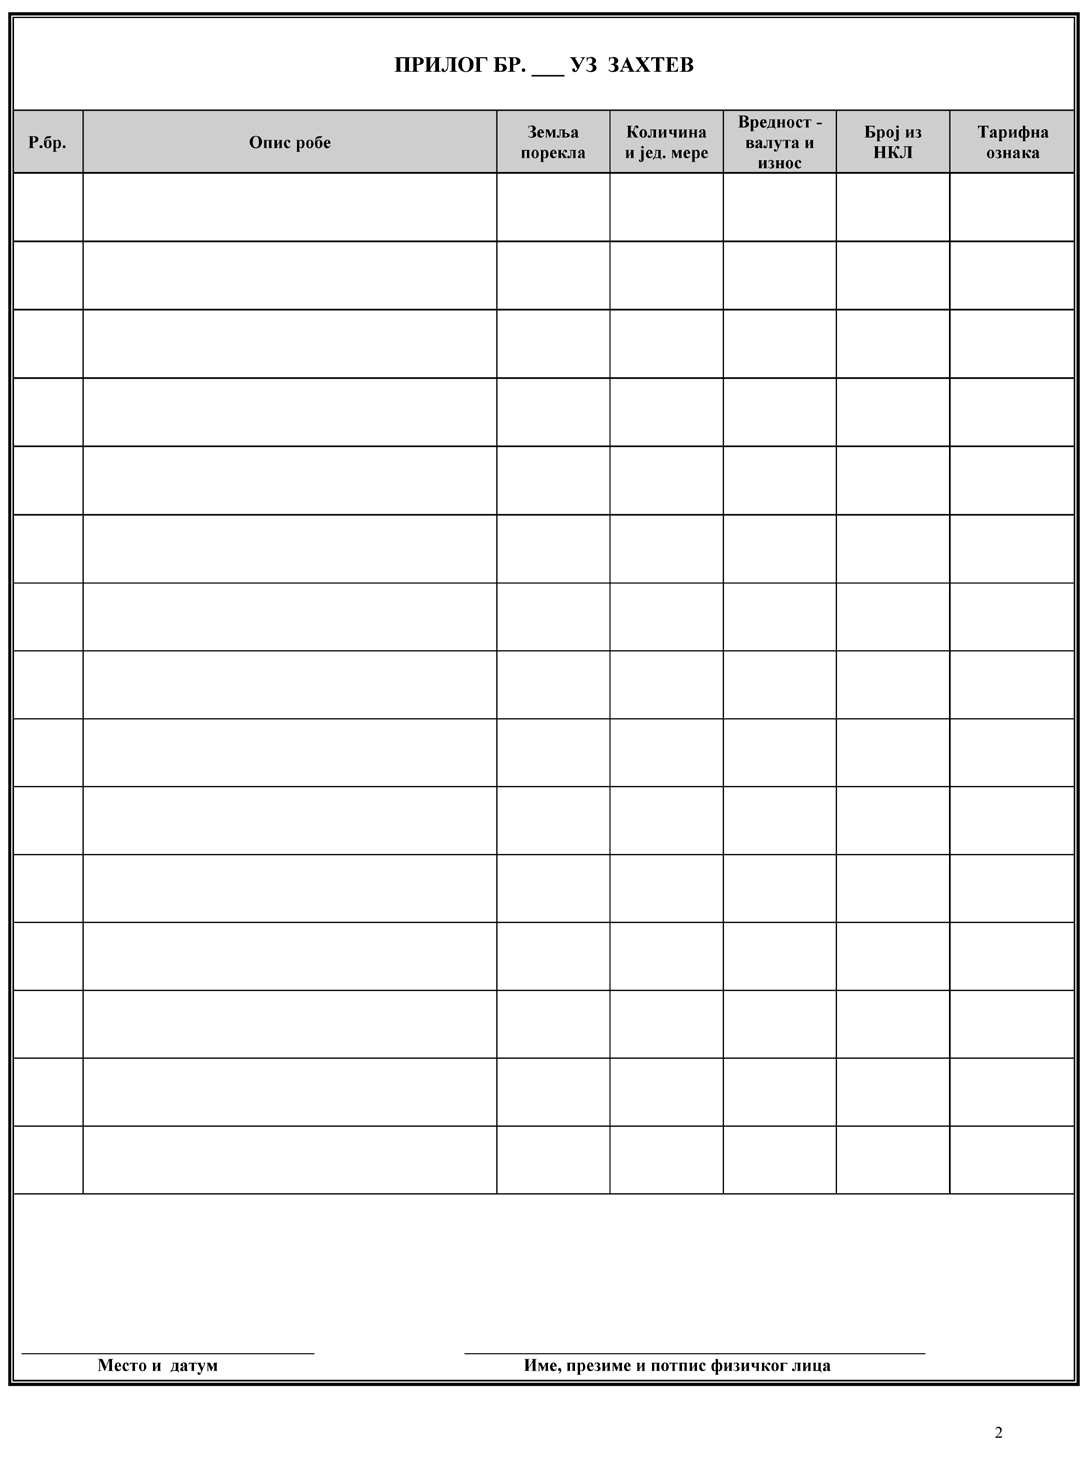 ПРИЛОГ БР. ___ УЗ  ЗАХТЕВ
Р.бр.
Опис робе
Земља
порекла
Количина
и јед. мере
Вредност -
валута и
износ
Број из
НКЛ
Тарифна
ознака
Место и  датум
Име, презиме и потпис физичког лица
2